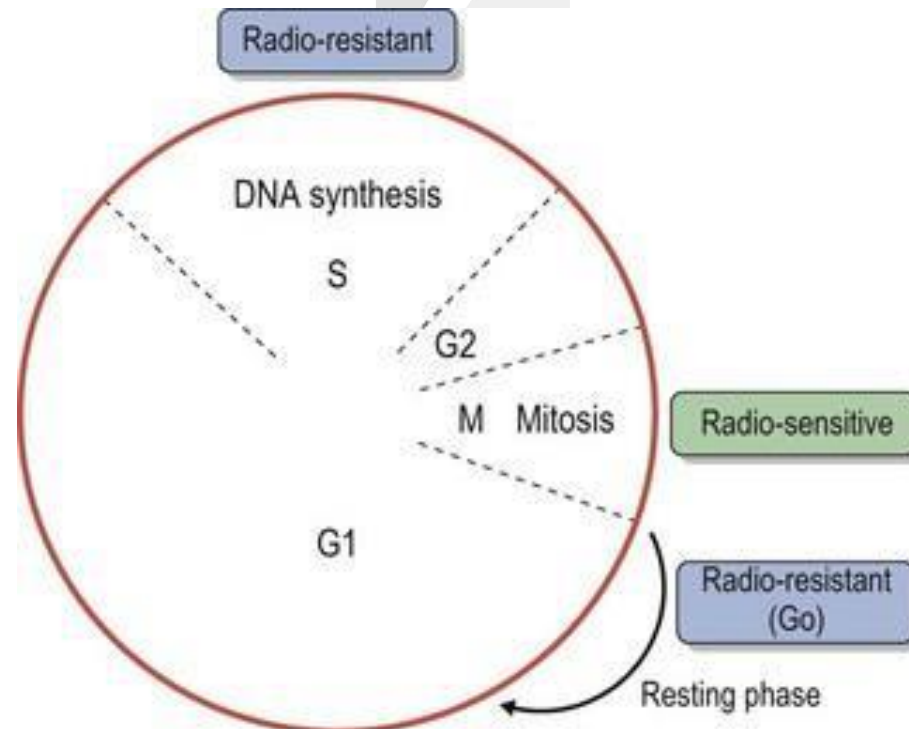 Radio-resistant
DNA synthesis
S
G2
M Mitosis
Radio-sensitive
G1
Radio-resistant
(Go)
Resting phase